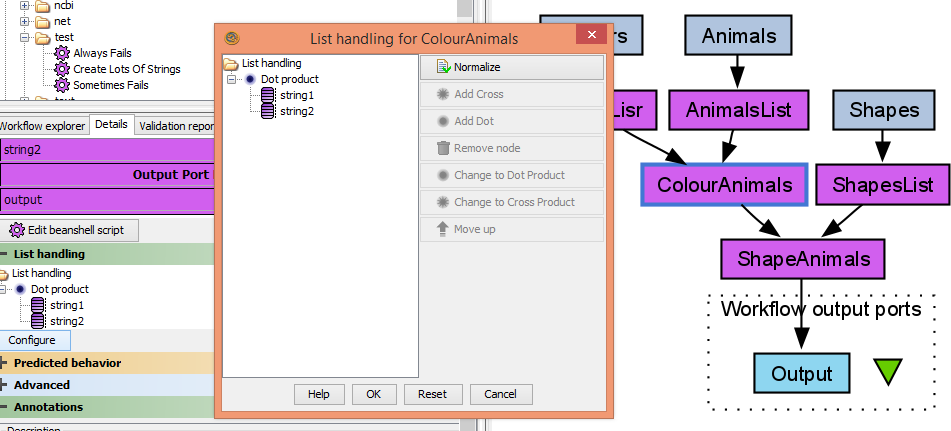 ncbi
net
test
Always Fails
Create Lots Of Strings
Sometimes Fails
Workflow explorer
Details
Validation repor
string2
Output Port
output
Edit beanshell script
List handling
List handling
Dot product
string1
string2
Configure
Predicted behavior
Advanced
Annotations
List handling for ColourAnimals
List handling
Dot product
string1
string2
Normalize
Add Cross
Add Dot
Remove node
Change to Dot Product
Change to Cross Product
Move up
Help
OK
Reset
Cancel
rs
Animals
Lisr
AnimalsList
Shapes
ColourAnimals
ShapesList
ShapeAnimals
Workflow output ports
Output